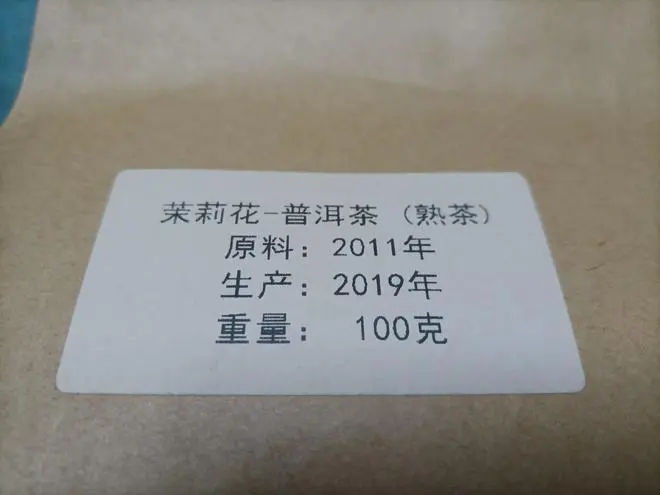 茉莉花-普洱茶 (熟茶)
原料: 2011年
生产: 2019年
重量: 100克